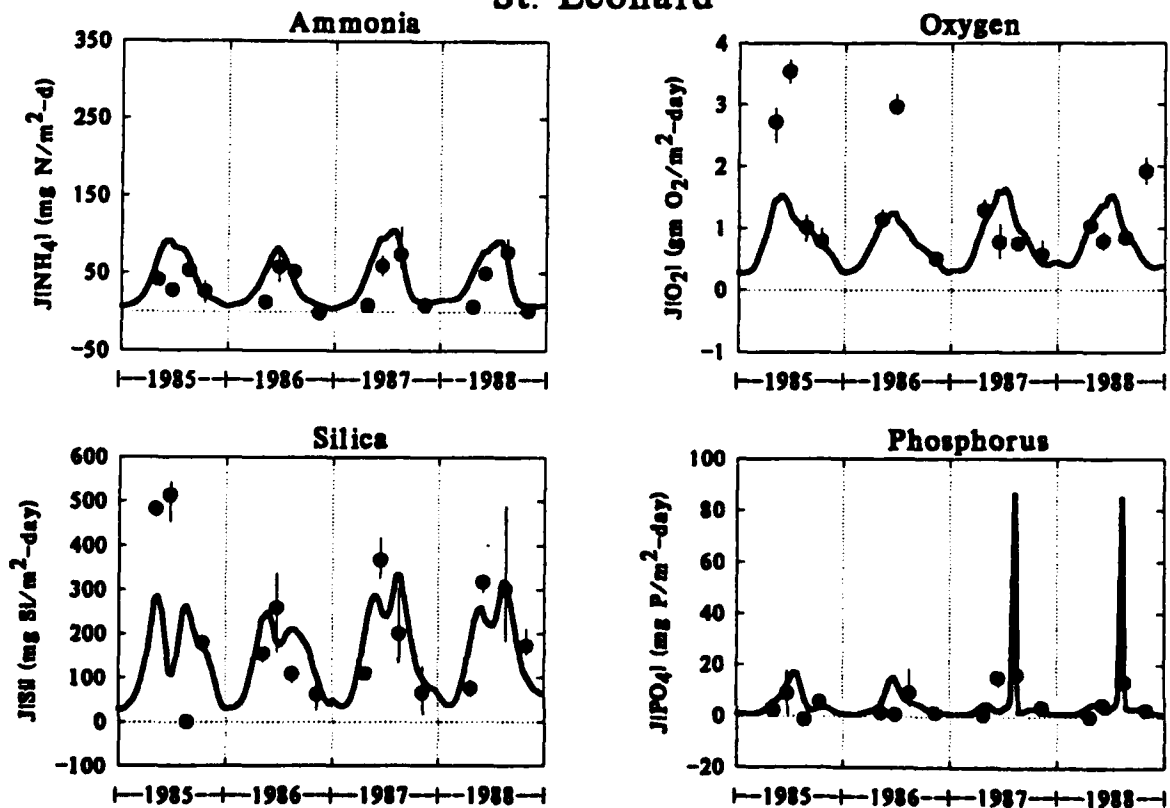 St. Leonard
Ammonia
J[NH4] (mg N/m²-d)
350
250
150
50
-50
1985 1986 1987 1988
Oxygen
J[O2] (gm O2/m²-day)
4
3
2
1
0
-1
1985 1986 1987 1988
Silica
J[Si] (mg Si/m²-day)
600
500
400
300
200
100
0
-100
1985 1986 1987 1988
Phosphorus
J[PO4] (mg P/m²-day)
100
80
60
40
20
0
-20
1985 1986 1987 1988